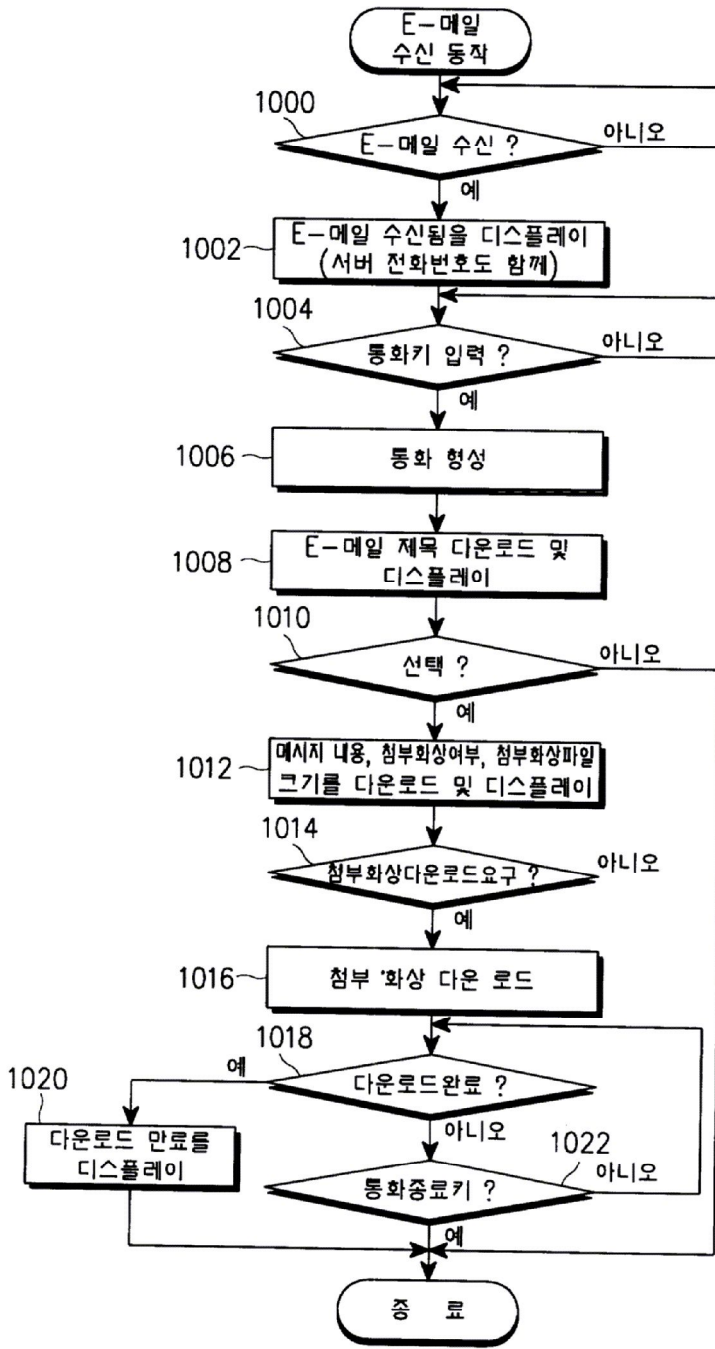 E-메일
수신 동작
1000
E-메일 수신 ?
아니오
예
1002
E-메일 수신됨을 디스플레이
(서버 전화번호도 함께)
1004
통화키 입력 ?
아니오
예
1006
통화 형성
1008
E-메일 제목 다운로드 및
디스플레이
1010
선택 ?
아니오
예
1012
메시지 내용, 첨부화상여부, 첨부화상파일
크기를 다운로드 및 디스플레이
1014
첨부화상다운로드요구 ?
아니오
예
1016
첨부 화상 다운 로드
1018
다운로드완료 ?
예
아니오
1020
다운로드 만료를
디스플레이
1022
통화종료키 ?
아니오
예
종 료